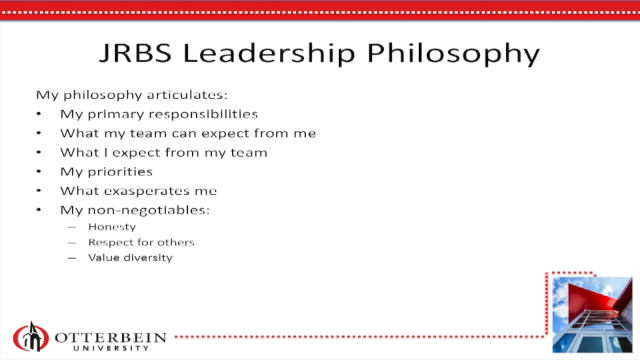 JRBS Leadership Philosophy
My philosophy articulates:
• My primary responsibilities
• What my team can expect from me
• What I expect from my team
• My priorities
• What exasperates me
• My non-negotiables:
– Honesty
– Respect for others
– Value diversity
OTTERBEIN
UNIVERSITY